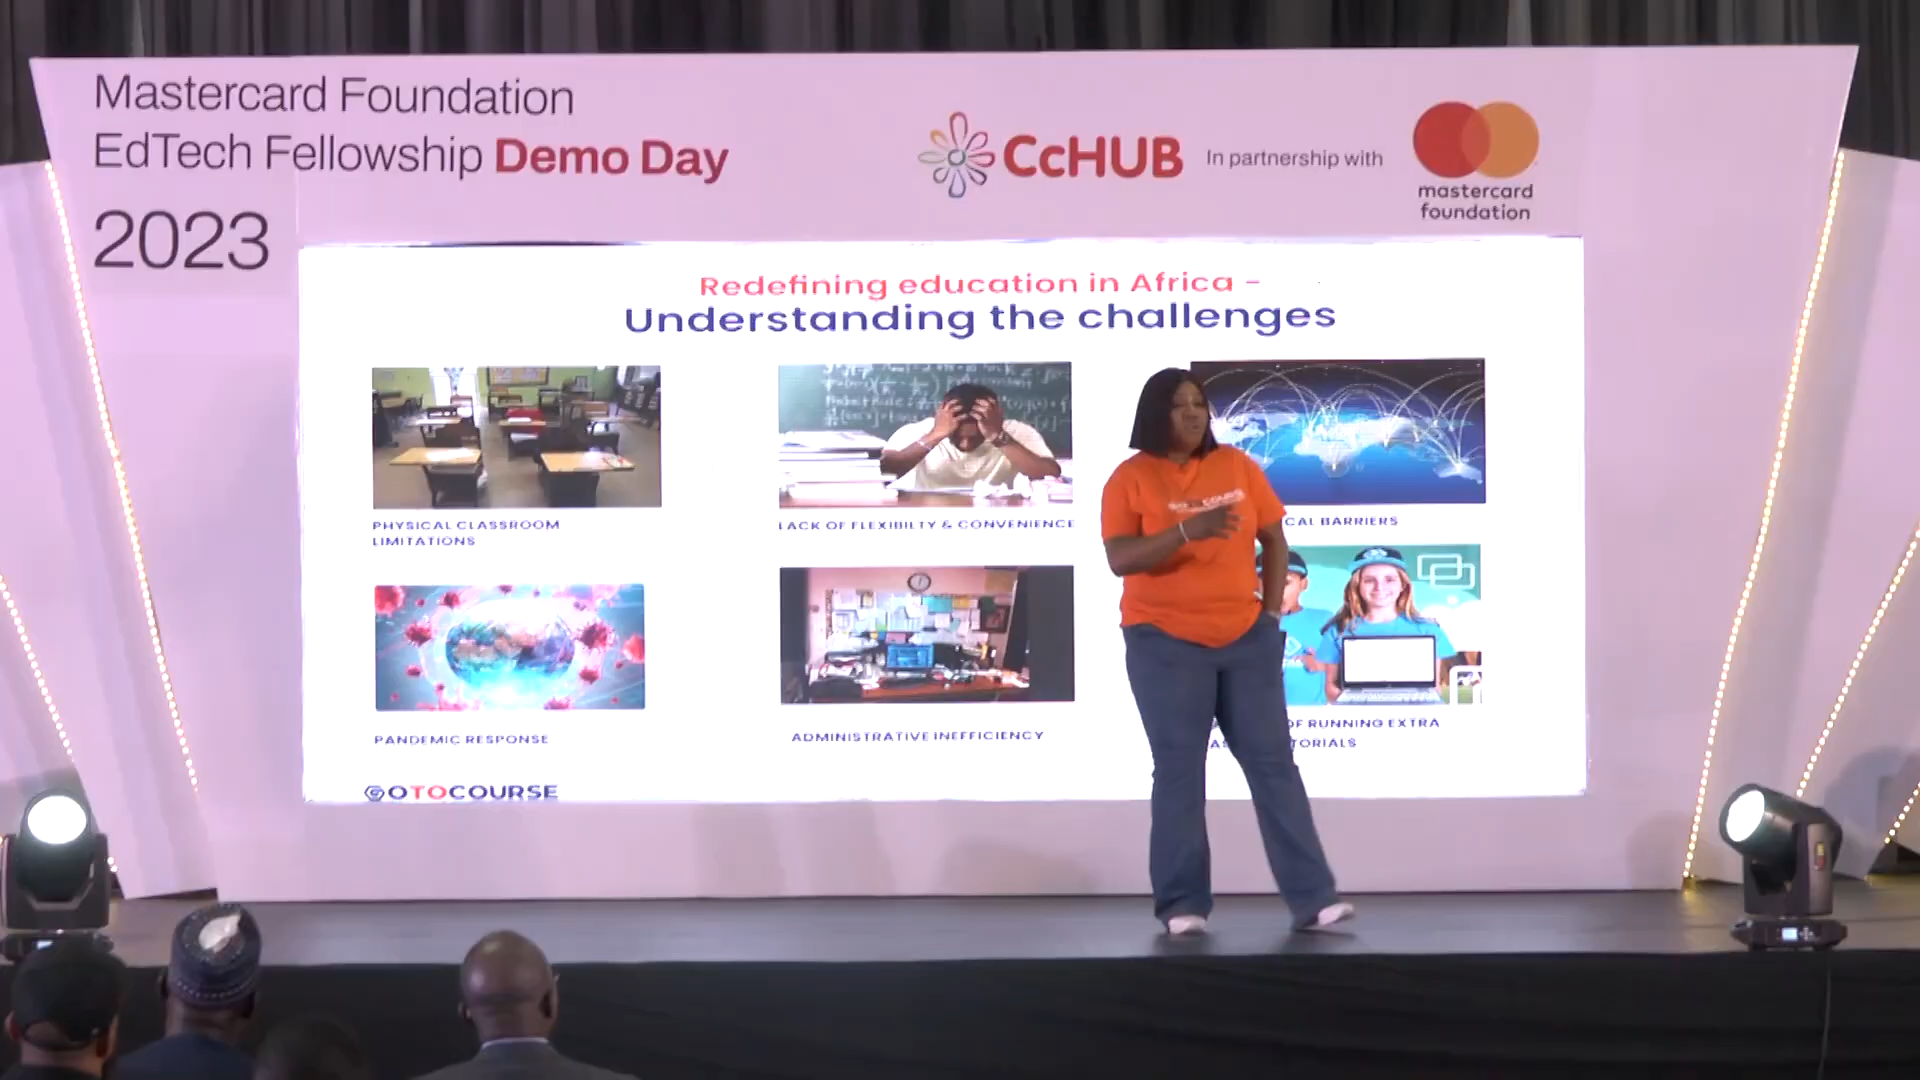 Mastercard Foundation
EdTech Fellowship Demo Day
2023
CcHUB
In partnership with
mastercard
foundation
Redefining education in Africa –
Understanding the challenges
PHYSICAL CLASSROOM
LIMITATIONS
LACK OF FLEXIBILTY & CONVENIENCE
CAL BARRIERS
PANDEMIC RESPONSE
ADMINISTRATIVE INEFFICIENCY
OF RUNNING EXTRA
TORIALS
GOTOCOURSE